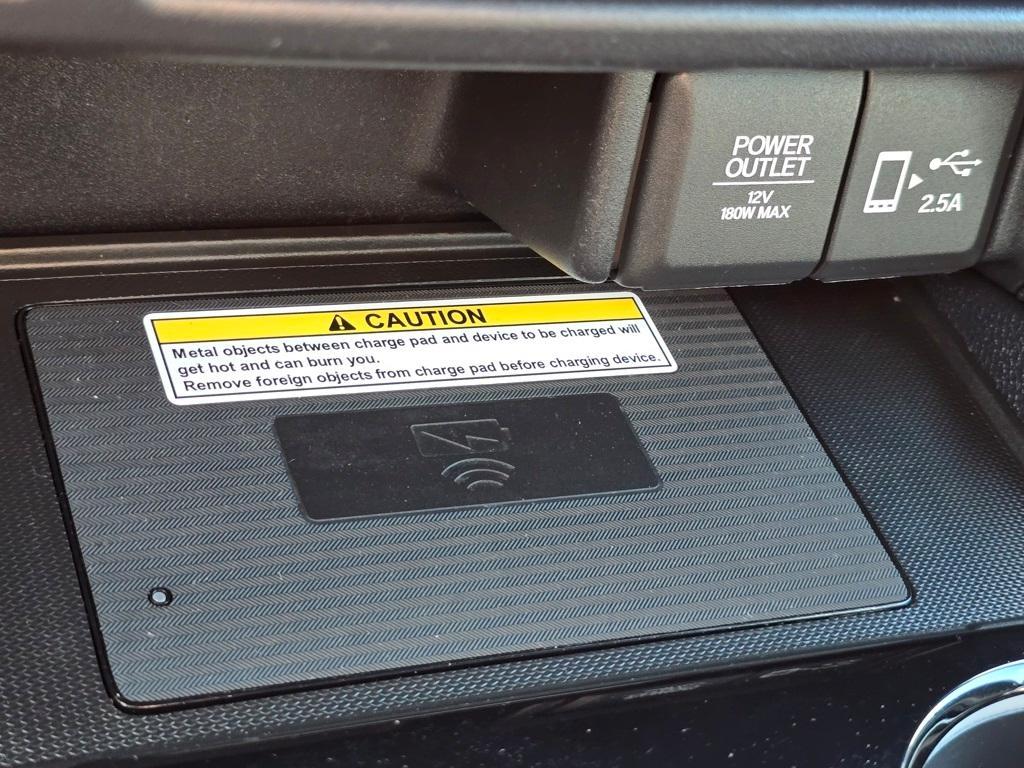 POWER
OUTLET
12V
180W MAX
2.5A
CAUTION
Metal objects between charge pad and device to be charged will
get hot and can burn you.
Remove foreign objects from charge pad before charging device.